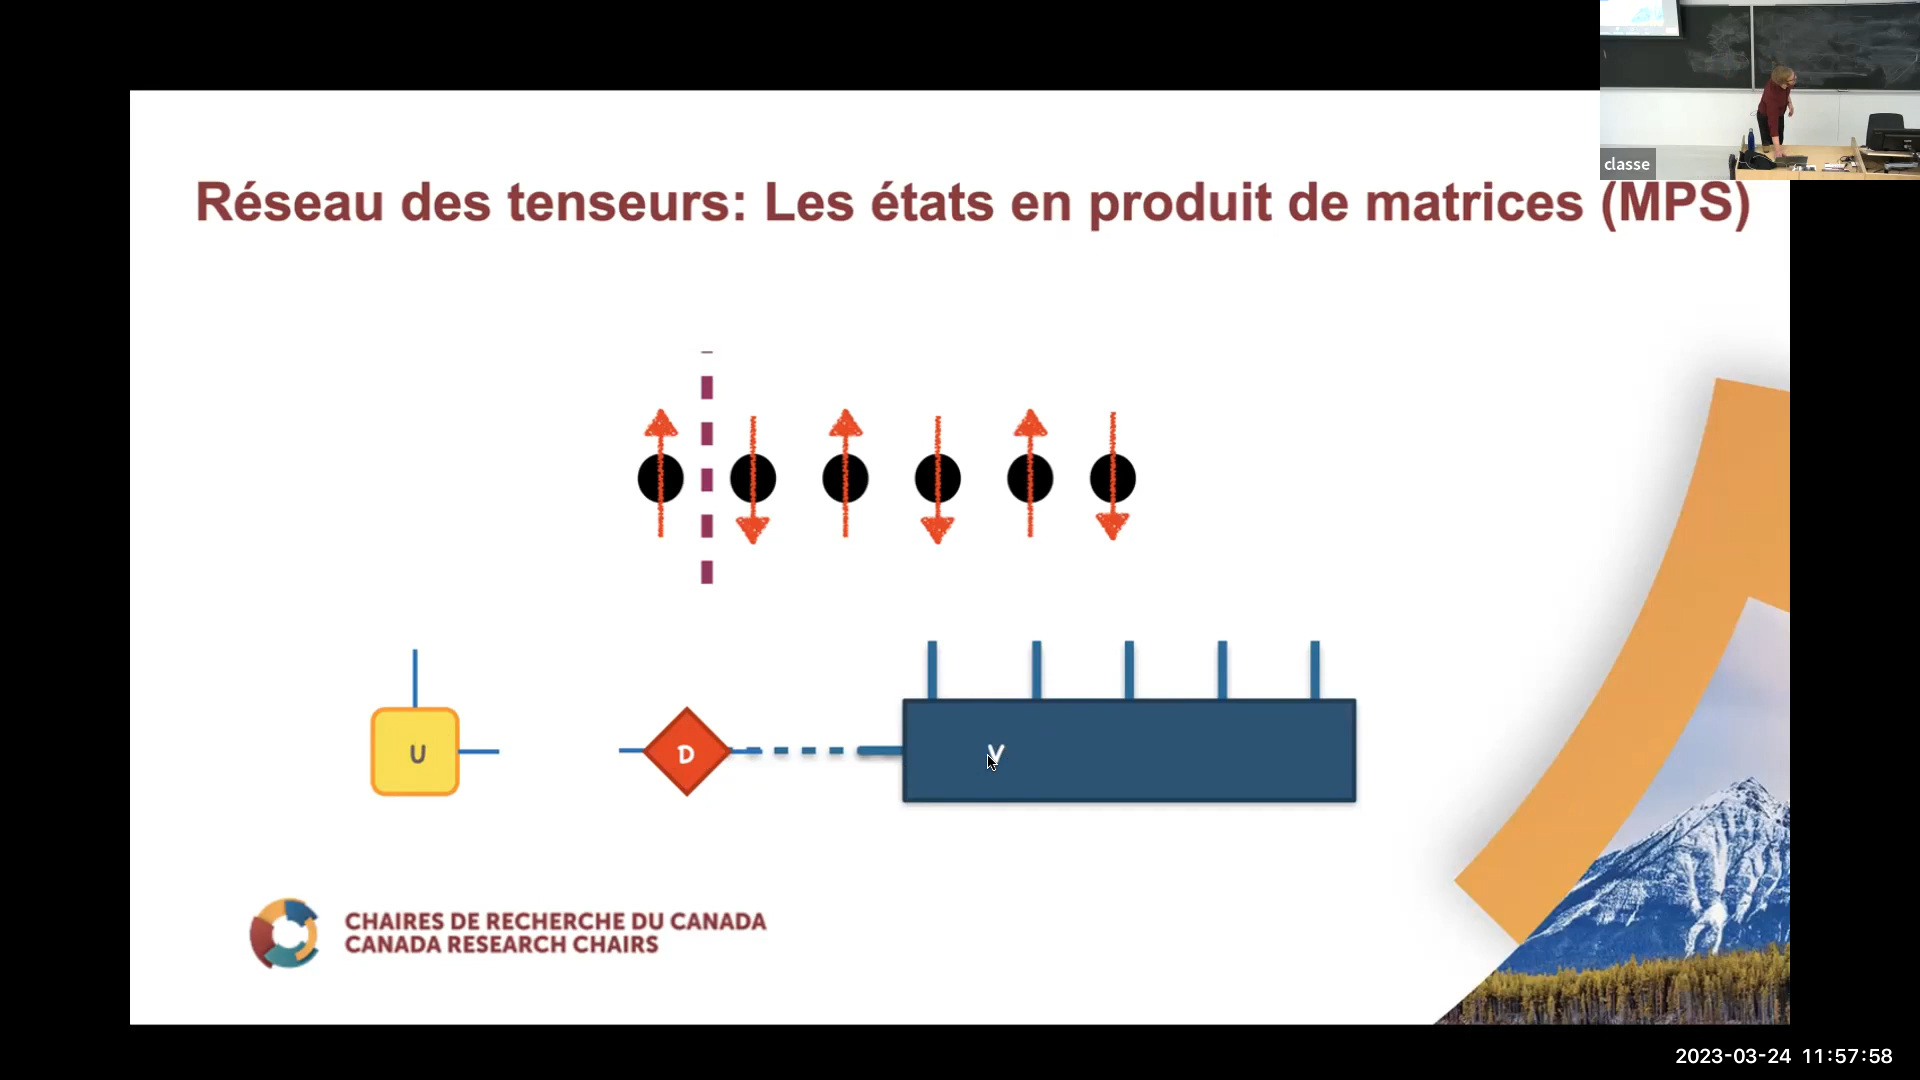 classe
Réseau des tenseurs: Les états en produit de matrices (MPS)
U
D
V
CHAIRES DE RECHERCHE DU CANADA
CANADA RESEARCH CHAIRS
2023-03-24 11:57:58